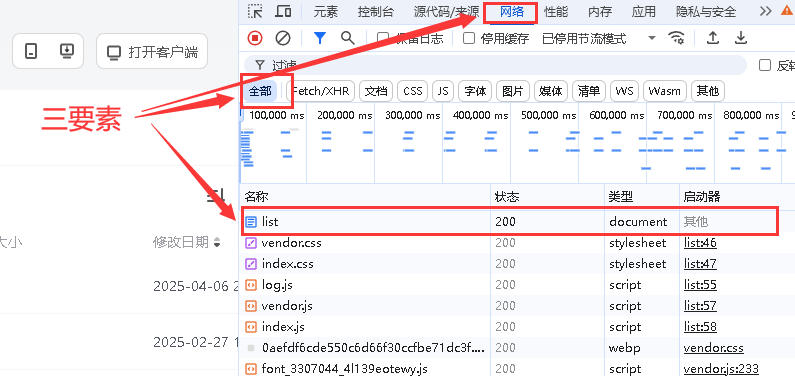 元素 控制台 源代码/来源 网络 性能 内存 应用 隐私与安全
保留日志 停用缓存 已停用节流模式
打开客户端
过滤 反转
全部 Fetch/XHR 文档 CSS JS 字体 图片 媒体 清单 WS Wasm 其他
三要素
100,000 ms 200,000 ms 300,000 ms 400,000 ms 500,000 ms 600,000 ms 700,000 ms 800,000 ms
名称 状态 类型 启动器
list 200 document 其他
大小 修改日期
vendor.css 200 stylesheet list:46
index.css 200 stylesheet list:47
2025-04-06 2
log.js 200 script list:55
vendor.js 200 script list:57
index.js 200 script list:58
2025-02-27 1
0aefdf6cde550c6d66f30ccfbe71dc3f.... 200 webp vendor.css
font_3307044_4l139eotewy.js 200 script vendor.js:233